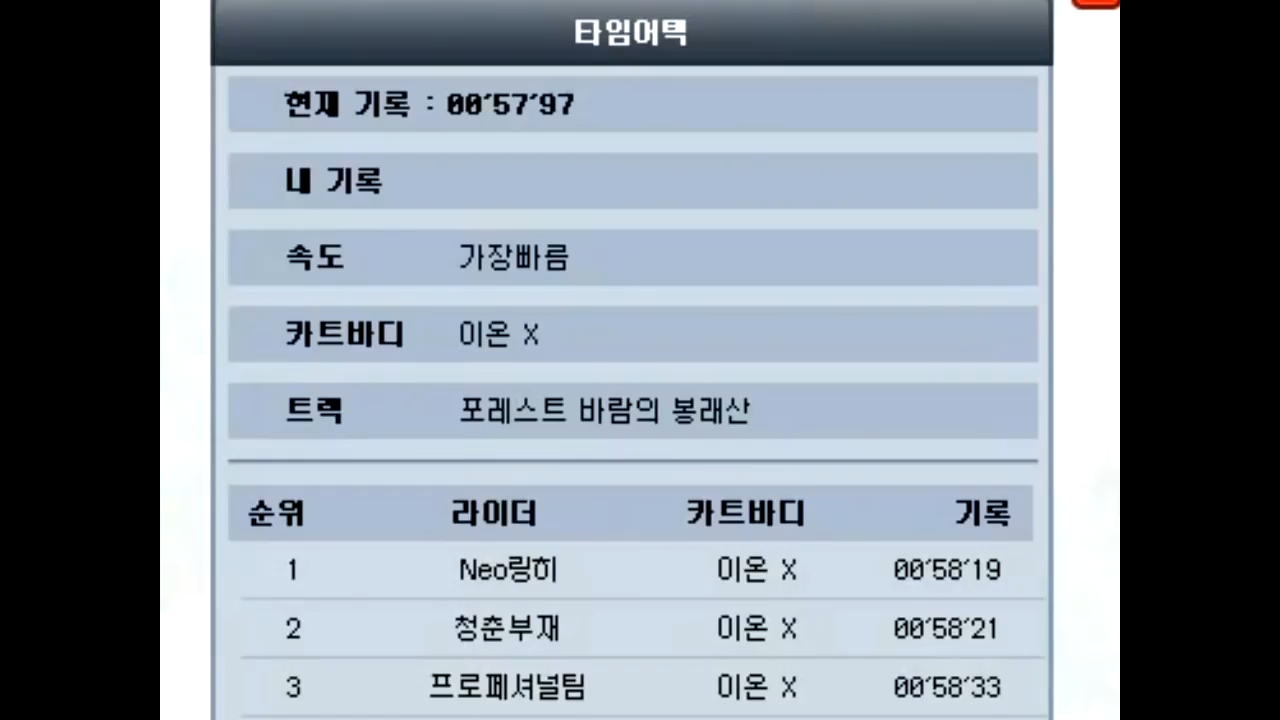 타임어택
현재 기록 : 00'57'97
내 기록
속도 가장빠름
카트바디 이온 X
트랙 포레스트 바람의 봉래산
순위 라이더 카트바디 기록
1 Neo링히 이온 X 00'58'19
2 청춘부재 이온 X 00'58'21
3 프로페셔널팀 이온 X 00'58'33